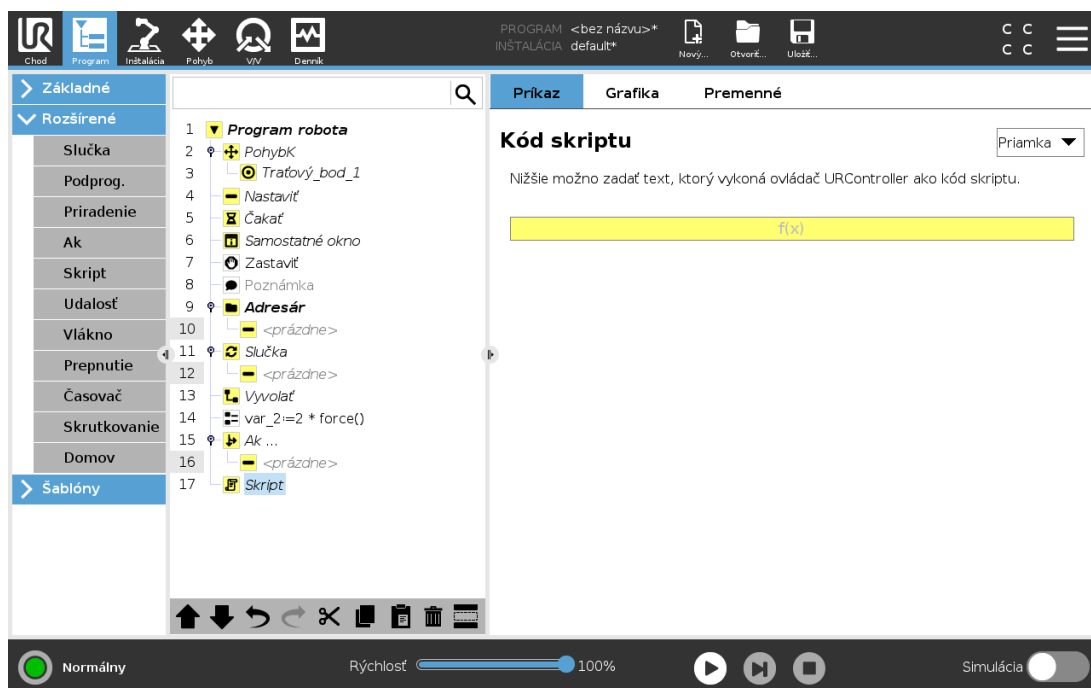 PROGRAM <bez názvu>*
INŠTALÁCIA default*
Chod
Program
Inštalácia
Pohyb
V/V
Denník
Nový...
Otvoriť...
Uložiť...
C C
C C
Základné
Rozšírené
Slučka
Podprog.
Priradenie
Ak
Skript
Udalosť
Vlákno
Prepnutie
Časovač
Skrutkovanie
Domov
Šablóny
1 Program robota
2 PohybK
3 Traťový_bod_1
4 Nastaviť
5 Čakať
6 Samostatné okno
7 Zastaviť
8 Poznámka
9 Adresár
10 <prázdne>
11 Slučka
12 <prázdne>
13 Vyvolať
14 var_2:=2 * force()
15 Ak ...
16 <prázdne>
17 Skript
Príkaz
Grafika
Premenné
Kód skriptu
Priamka
Nižšie možno zadať text, ktorý vykoná ovládač URController ako kód skriptu.
f(x)
Normálny
Rýchlosť
100%
Simulácia